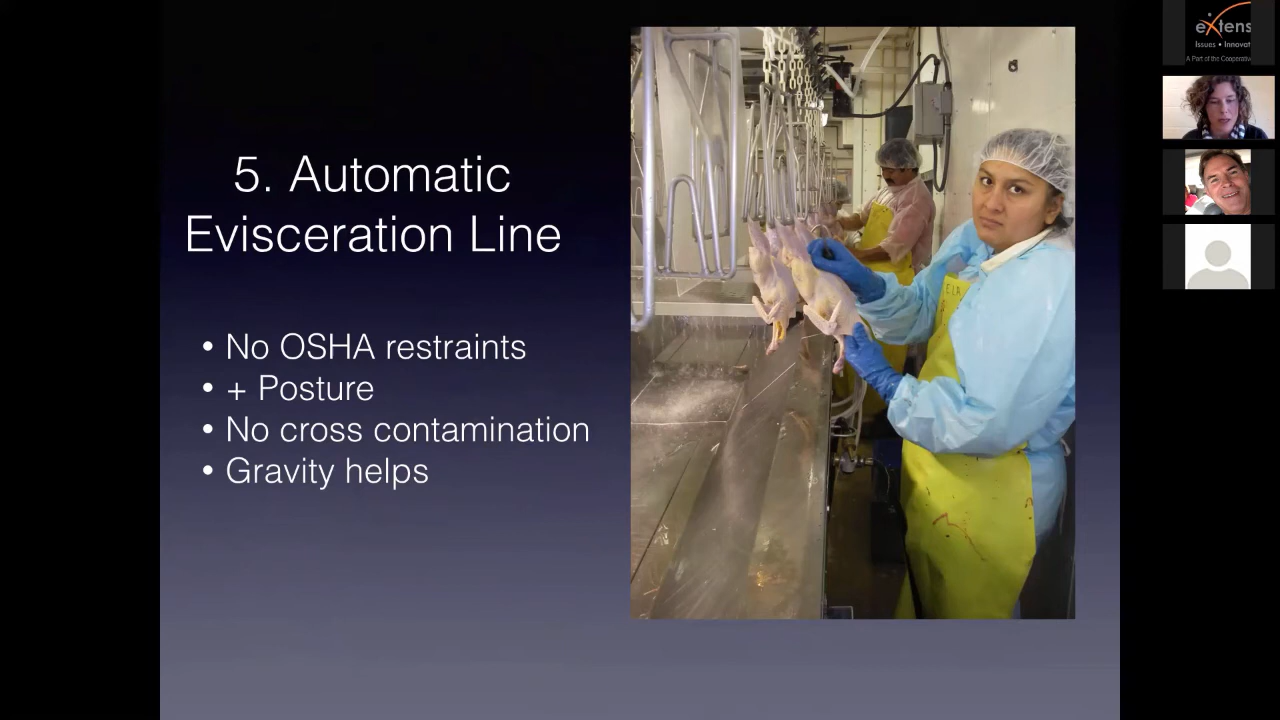 5. Automatic
Evisceration Line
• No OSHA restraints
• + Posture
• No cross contamination
• Gravity helps
eXtens
Issues • Innovat
A Part of the Cooperativ